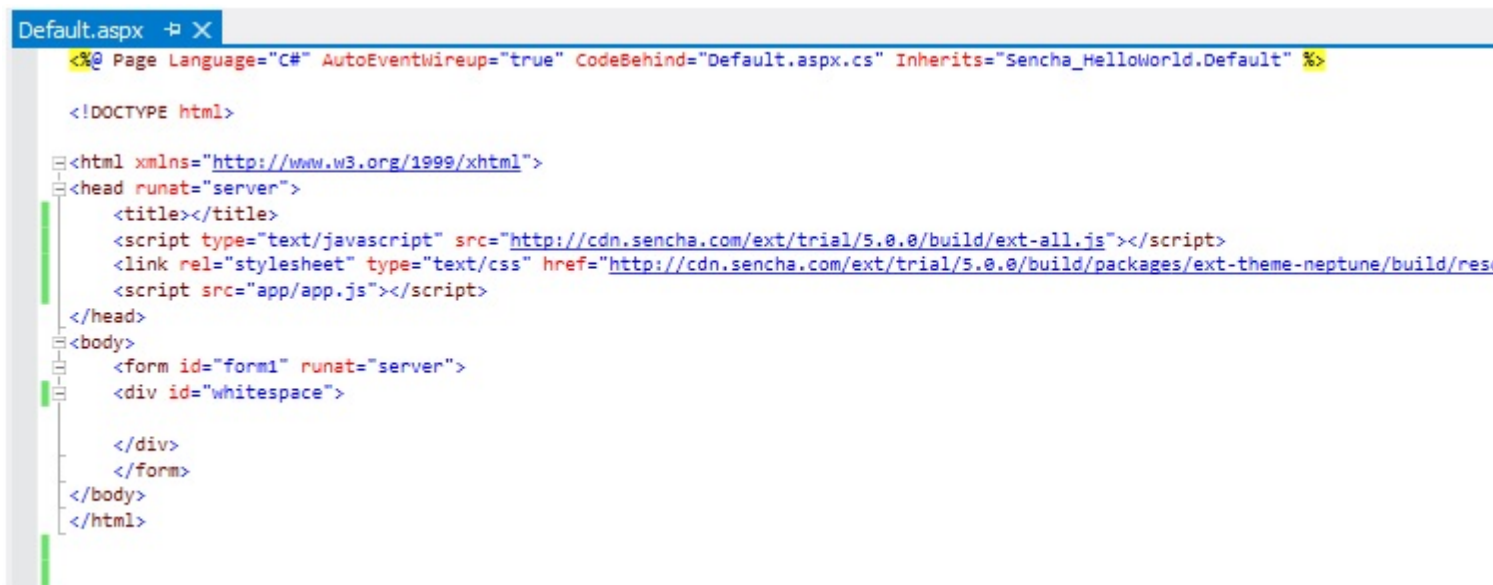 Default.aspx
<%@ Page Language="C#" AutoEventWireup="true" CodeBehind="Default.aspx.cs" Inherits="Sencha_HelloWorld.Default" %>
<!DOCTYPE html>
<html xmlns="http://www.w3.org/1999/xhtml">
<head runat="server">
<title></title>
<script type="text/javascript" src="http://cdn.sencha.com/ext/trial/5.0.0/build/ext-all.js"></script>
<link rel="stylesheet" type="text/css" href="http://cdn.sencha.com/ext/trial/5.0.0/build/packages/ext-theme-neptune/build/res
<script src="app/app.js"></script>
</head>
<body>
<form id="form1" runat="server">
<div id="whitespace">
</div>
</form>
</body>
</html>